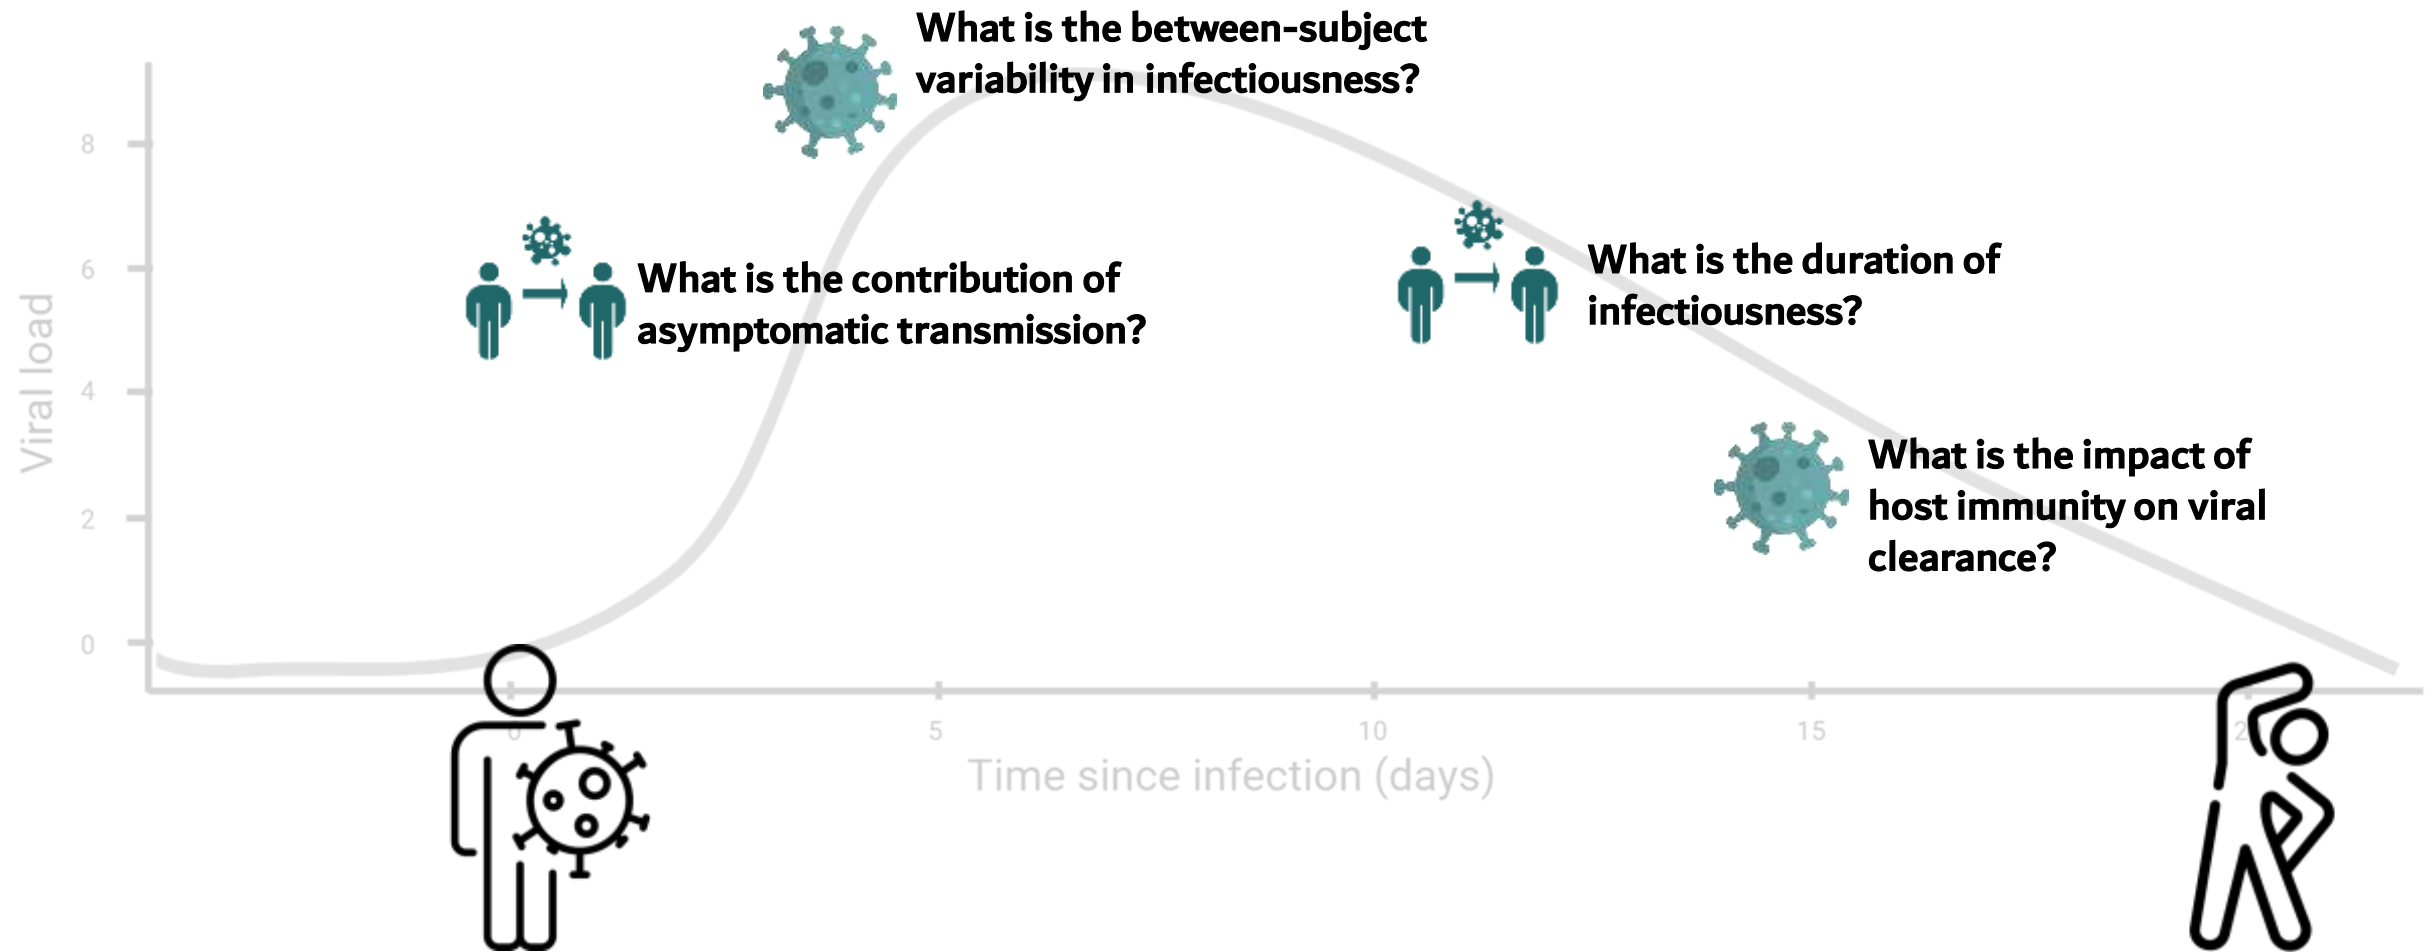 What is the between-subject
variability in infectiousness?
8
What is the contribution of
asymptomatic transmission?
What is the duration of
infectiousness?
6
Viral load
4
What is the impact of
host immunity on viral
clearance?
2
0
0
5
10
15
Time since infection (days)